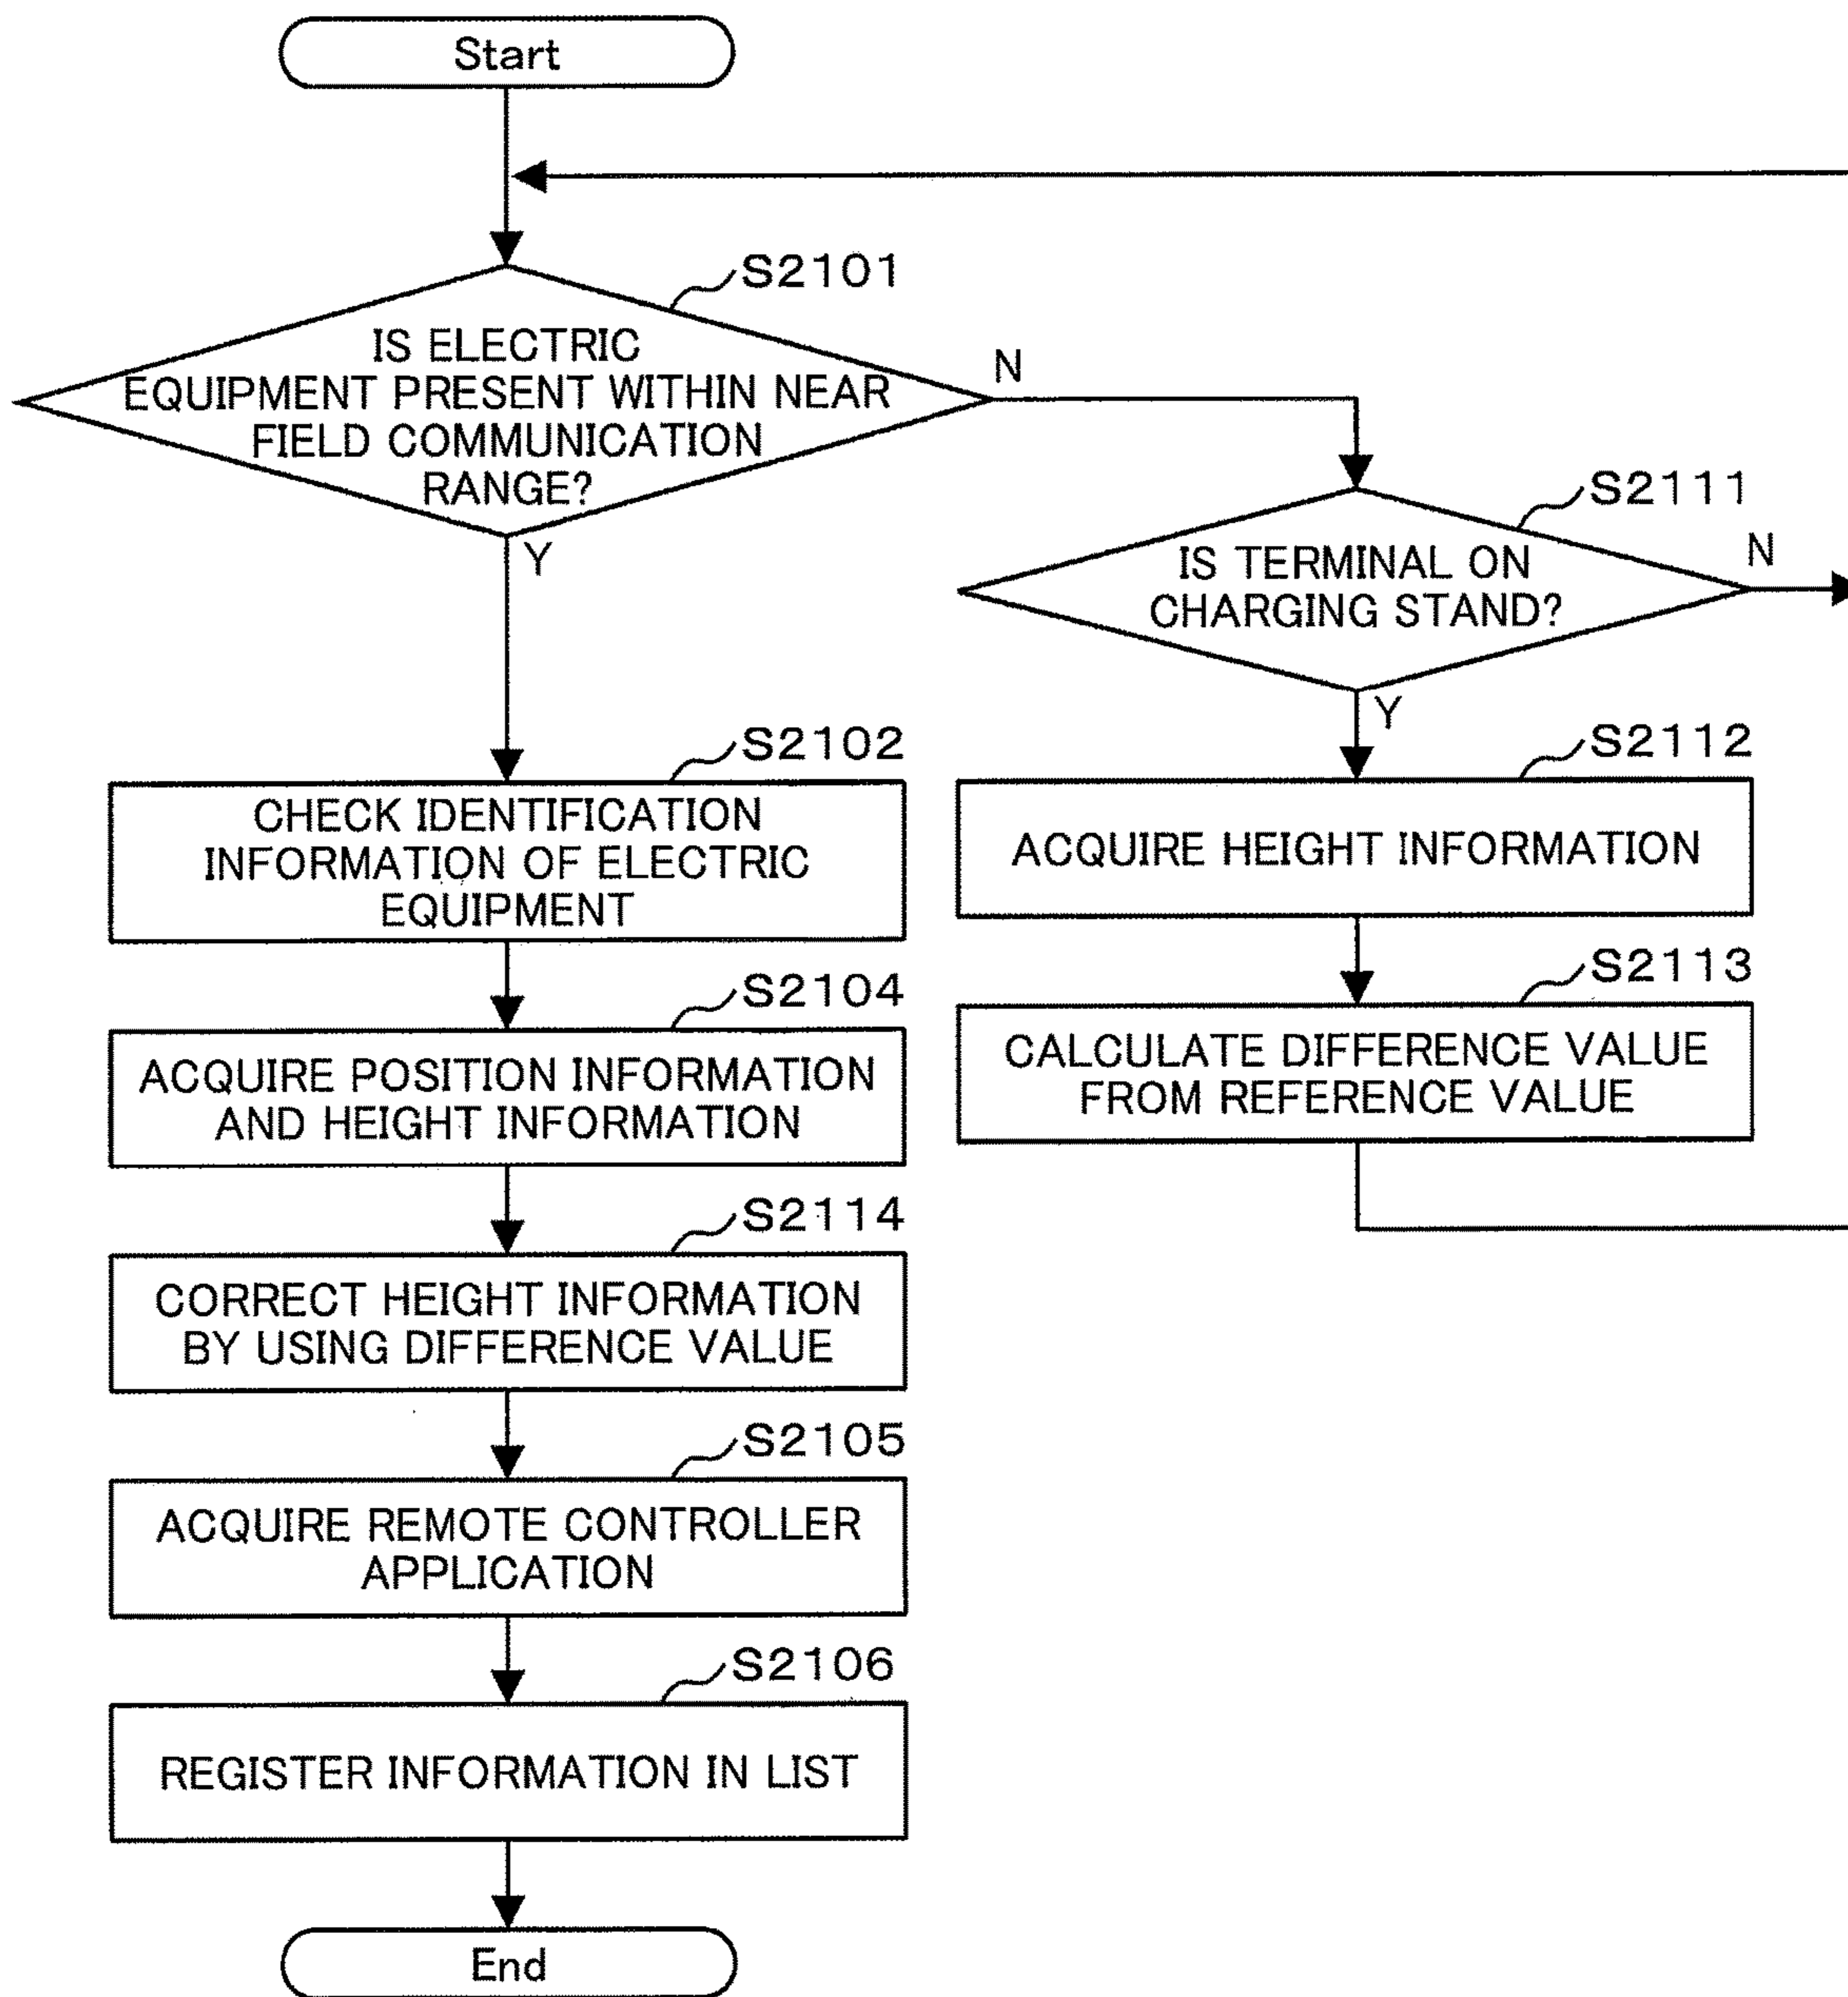 Start
S2101
IS ELECTRIC
EQUIPMENT PRESENT WITHIN NEAR
FIELD COMMUNICATION
RANGE?
N
Y
S2111
IS TERMINAL ON
CHARGING STAND?
N
Y
S2102
CHECK IDENTIFICATION
INFORMATION OF ELECTRIC
EQUIPMENT
S2112
ACQUIRE HEIGHT INFORMATION
S2104
ACQUIRE POSITION INFORMATION
AND HEIGHT INFORMATION
S2113
CALCULATE DIFFERENCE VALUE
FROM REFERENCE VALUE
S2114
CORRECT HEIGHT INFORMATION
BY USING DIFFERENCE VALUE
S2105
ACQUIRE REMOTE CONTROLLER
APPLICATION
S2106
REGISTER INFORMATION IN LIST
End